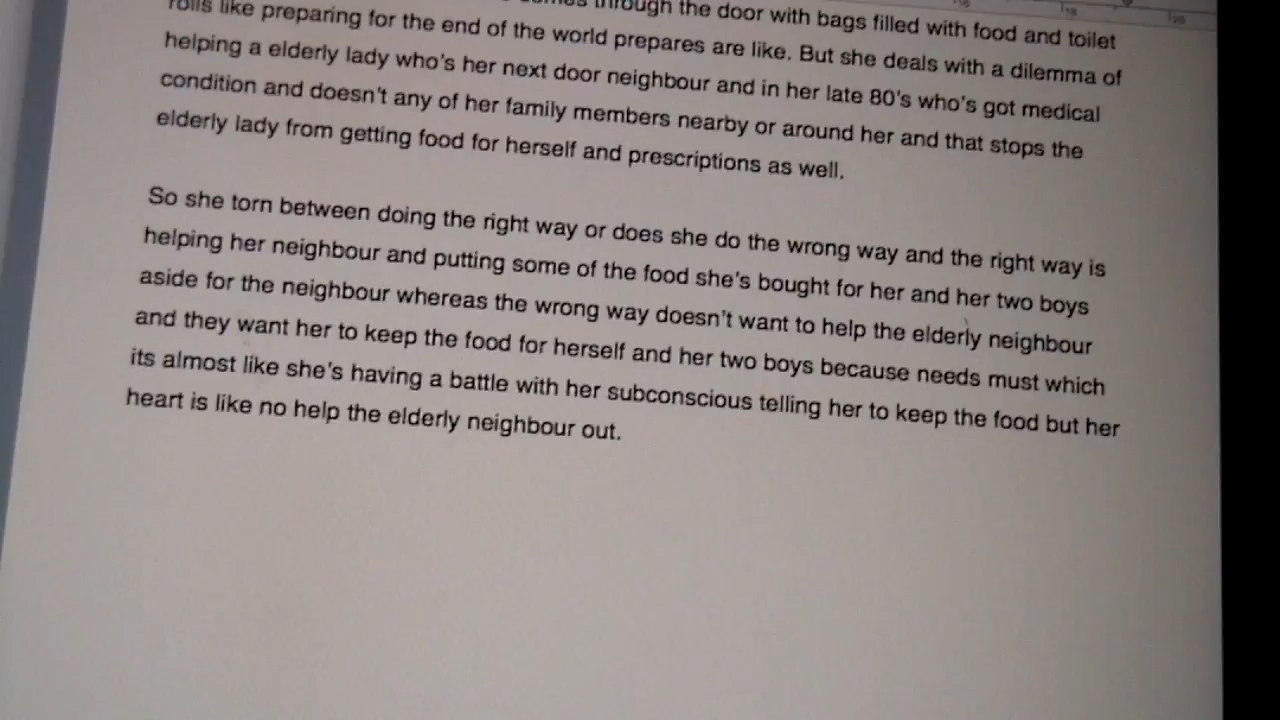 through the door with bags filled with food and toilet
rolls like preparing for the end of the world prepares are like. But she deals with a dilemma of
helping a elderly lady who's her next door neighbour and in her late 80's who's got medical
condition and doesn't any of her family members nearby or around her and that stops the
elderly lady from getting food for herself and prescriptions as well.
So she torn between doing the right way or does she do the wrong way and the right way is
helping her neighbour and putting some of the food she's bought for her and her two boys
aside for the neighbour whereas the wrong way doesn't want to help the elderly neighbour
and they want her to keep the food for herself and her two boys because needs must which
its almost like she's having a battle with her subconscious telling her to keep the food but her
heart is like no help the elderly neighbour out.